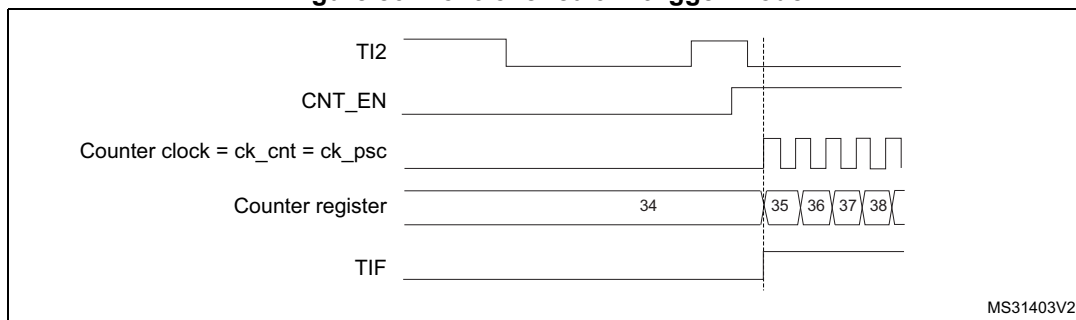 TI2
CNT_EN
Counter clock = ck_cnt = ck_psc
Counter register 34 35 36 37 38
TIF
MS31403V2